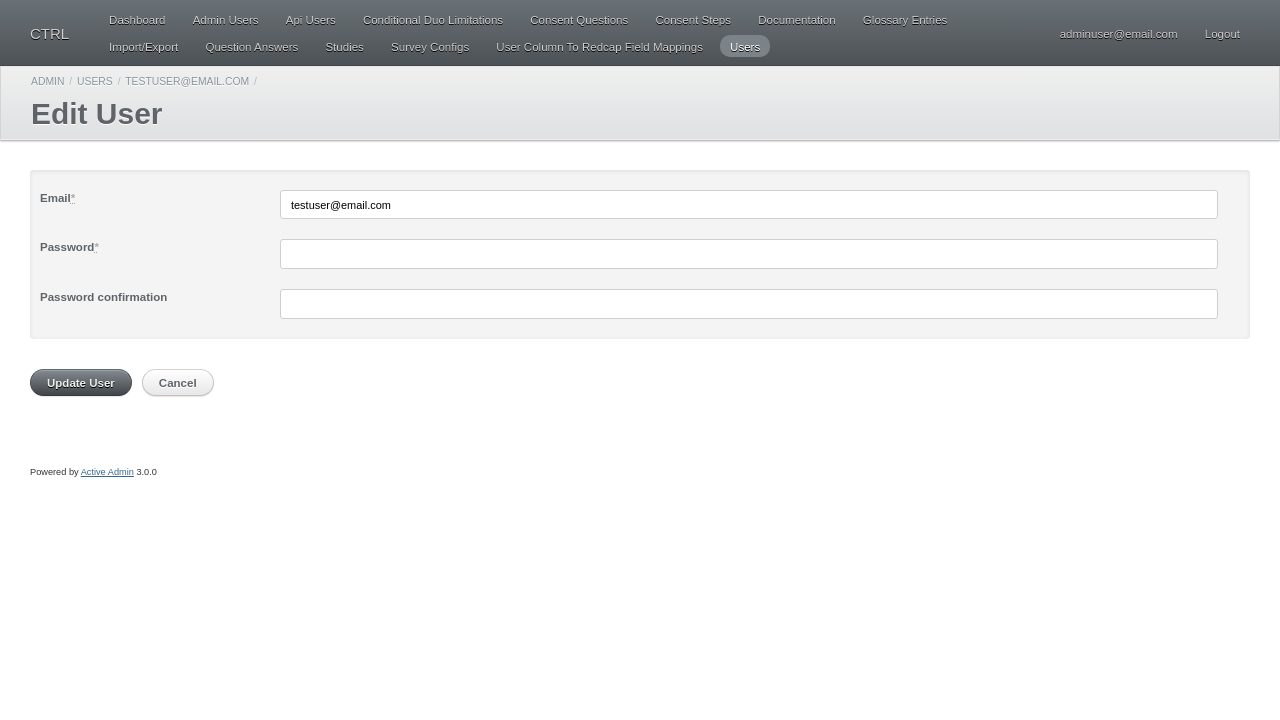 CTRL
Dashboard Admin Users Api Users Conditional Duo Limitations Consent Questions Consent Steps Documentation Glossary Entries
Import/Export Question Answers Studies Survey Configs User Column To Redcap Field Mappings Users
adminuser@email.com Logout
ADMIN / USERS / TESTUSER@EMAIL.COM /
Edit User
Email*
testuser@email.com
Password*
Password confirmation
Update User Cancel
Powered by Active Admin 3.0.0